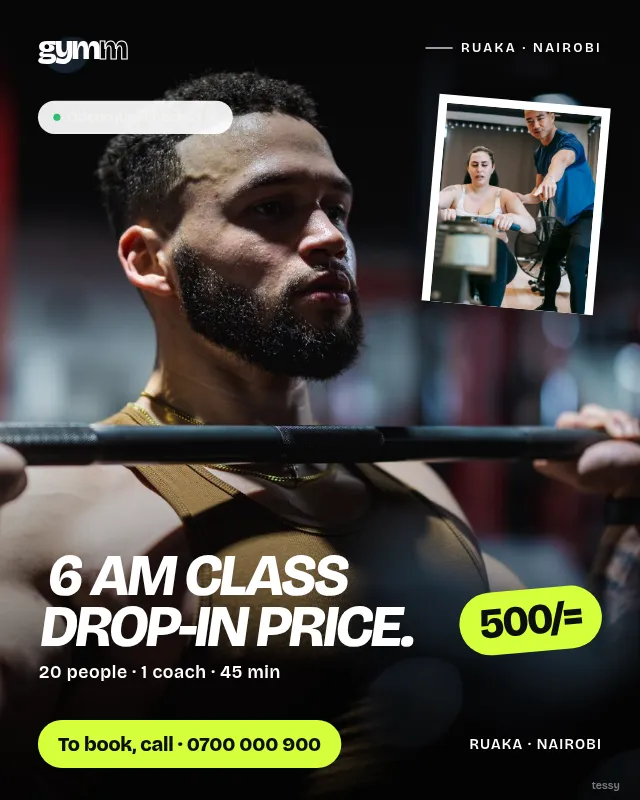 gymm
RUAKA · NAIROBI
6 AM CLASS
DROP-IN PRICE.
500/=
20 people · 1 coach · 45 min
To book, call · 0700 000 900
RUAKA · NAIROBI
tessy